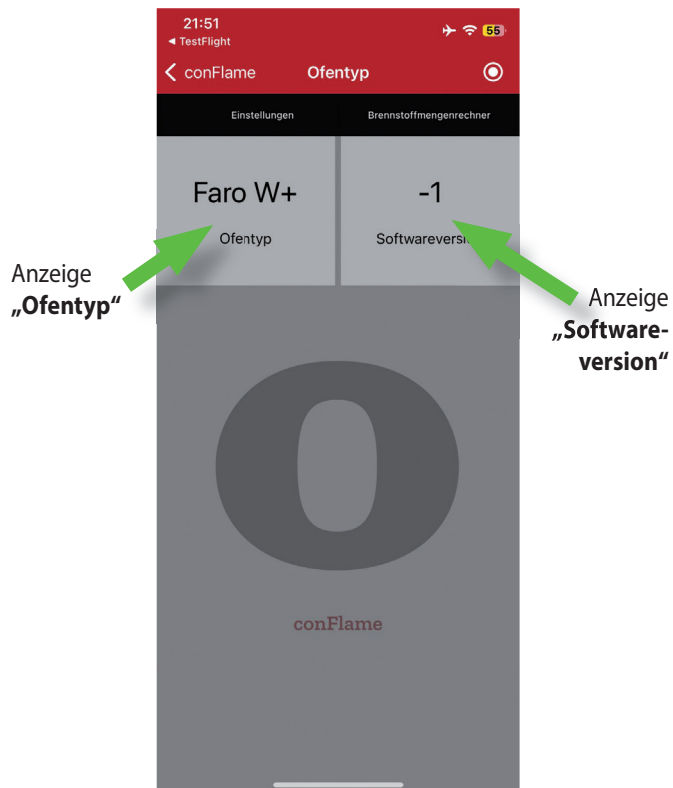 21:51
◀ TestFlight
55
conFlame
Ofentyp
Einstellungen
Brennstoffmengenrechner
Faro W+
-1
Ofentyp
Anzeige
„Ofentyp“
Anzeige
„Software-
version“
O
conFlame